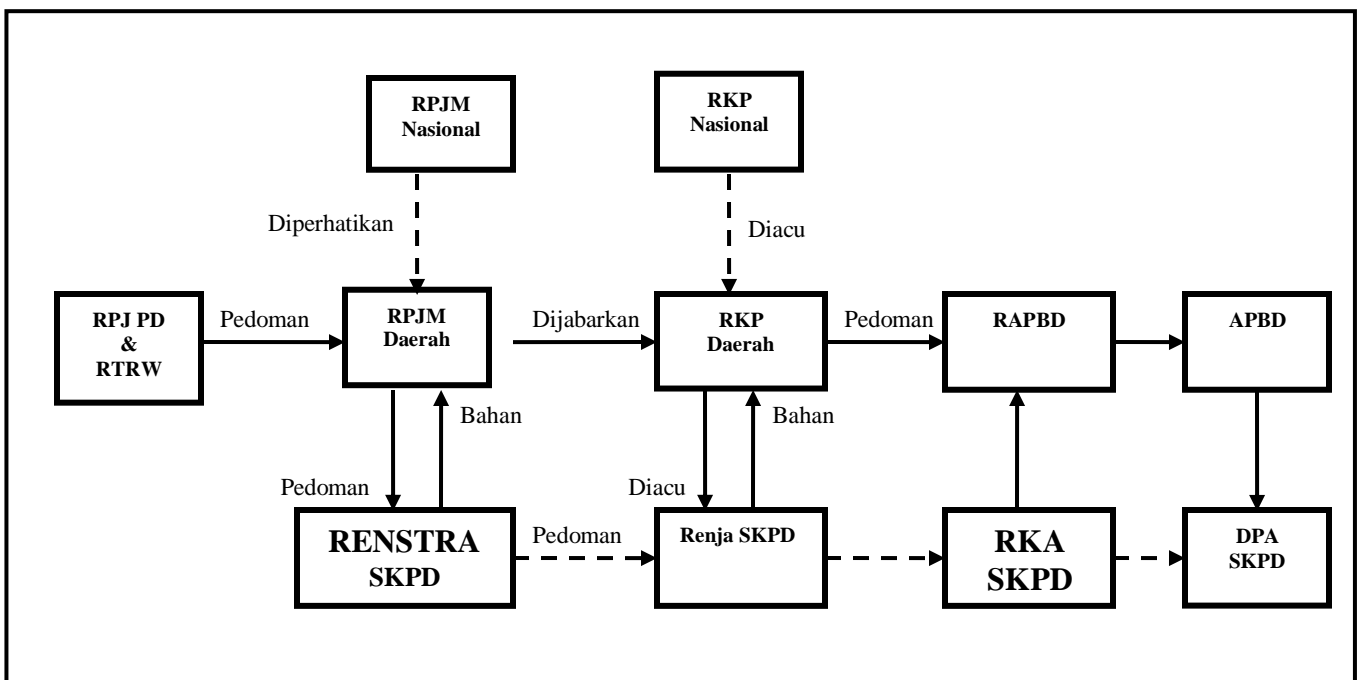 RPJM
Nasional
RKP
Nasional
Diperhatikan
Diacu
RPJ PD
&
RTRW
Pedoman
RPJM
Daerah
Dijabarkan
RKP
Daerah
Pedoman
RAPBD
APBD
Bahan
Bahan
Pedoman
Diacu
RENSTRA
SKPD
Pedoman
Renja SKPD
RKA
SKPD
DPA
SKPD